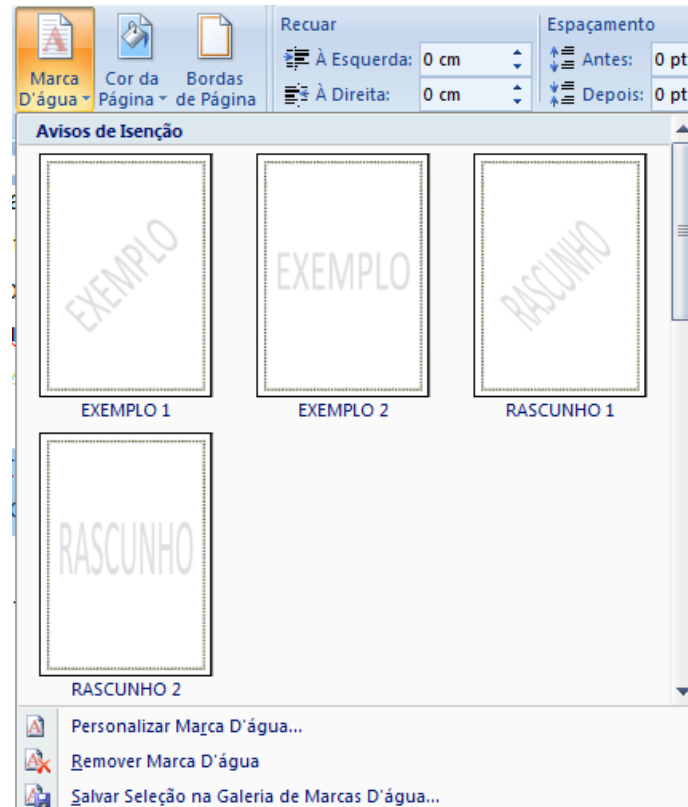 Marca D'água
Cor da Página
Bordas de Página
Recuar
À Esquerda: 0 cm
À Direita: 0 cm
Espaçamento
Antes: 0 pt
Depois: 0 pt
Avisos de Isenção
EXEMPLO
EXEMPLO
RASCUNHO
EXEMPLO 1
EXEMPLO 2
RASCUNHO 1
RASCUNHO
RASCUNHO 2
Personalizar Marca D'água...
Remover Marca D'água
Salvar Seleção na Galeria de Marcas D'água...